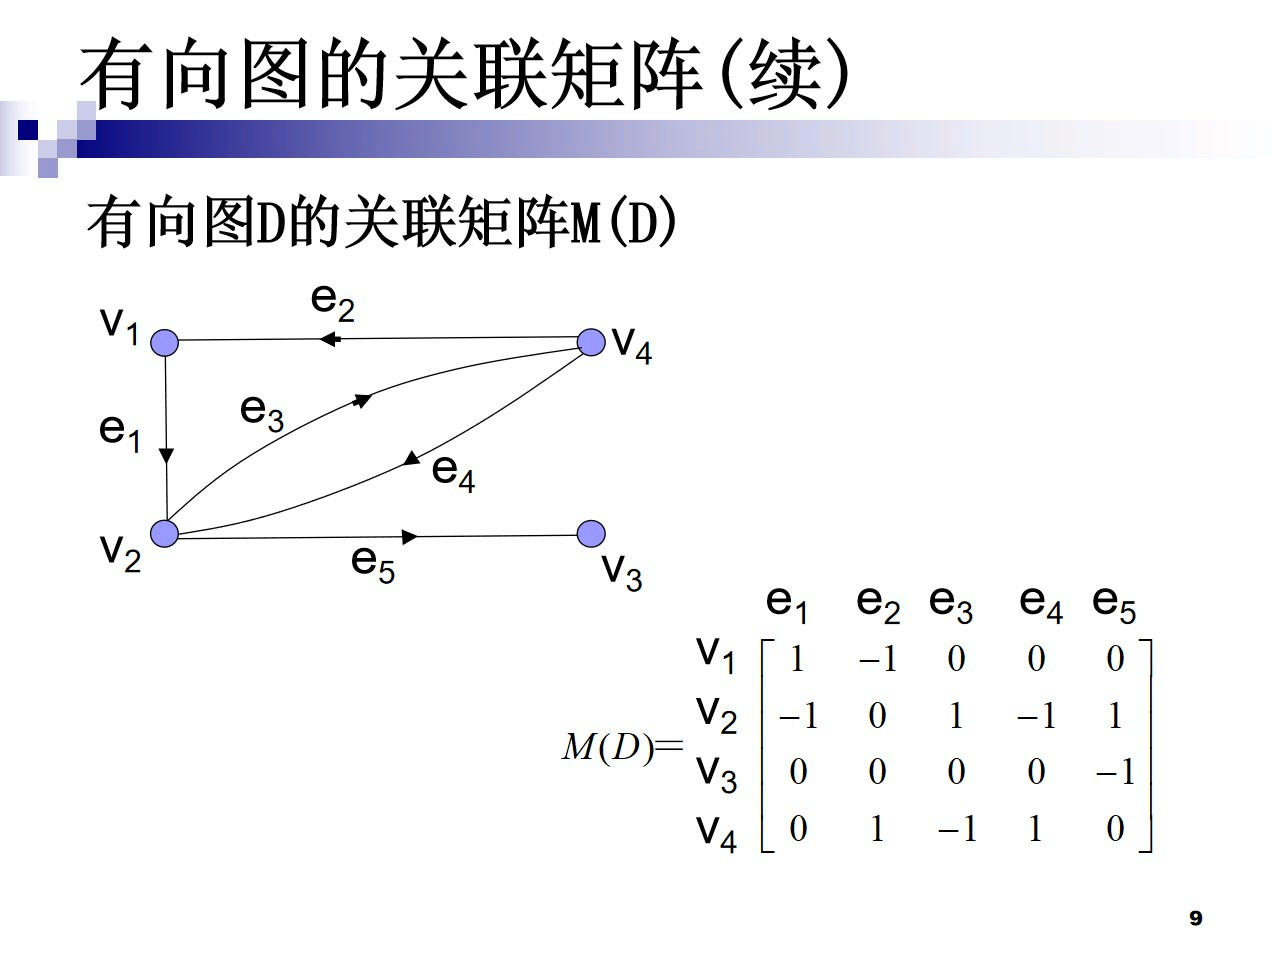 有向图的关联矩阵(续)
有向图D的关联矩阵M(D)
e2
v1
v4
e3
e1
e4
v2
e5
v3
e1 e2 e3 e4 e5
v1 1 −1 0 0 0
v2 −1 0 1 −1 1
M(D)=
v3 0 0 0 0 −1
v4 0 1 −1 1 0
9